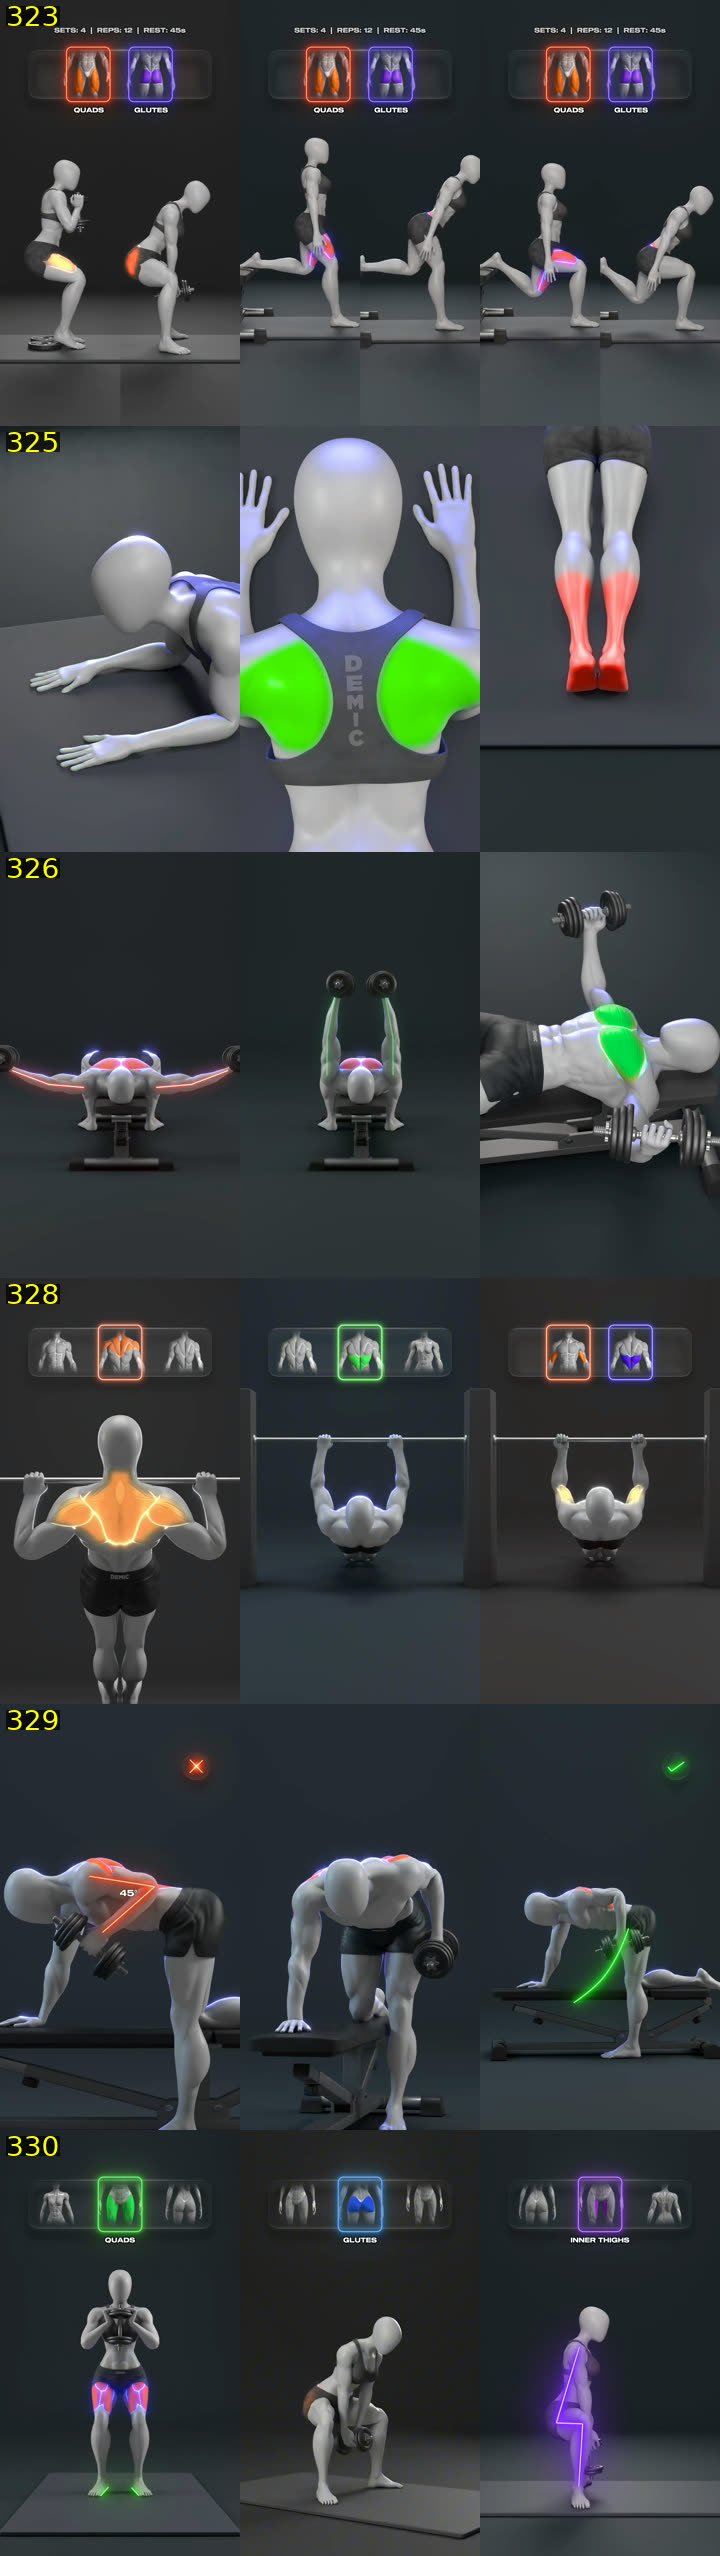 323
SETS: 4 | REPS: 12 | REST: 45s
SETS: 4 | REPS: 12 | REST: 45s
SETS: 4 | REPS: 12 | REST: 45s
QUADS GLUTES
QUADS GLUTES
QUADS GLUTES
325
DEMIC
326
328
DEMIC
329
45°
330
QUADS
GLUTES
INNER THIGHS